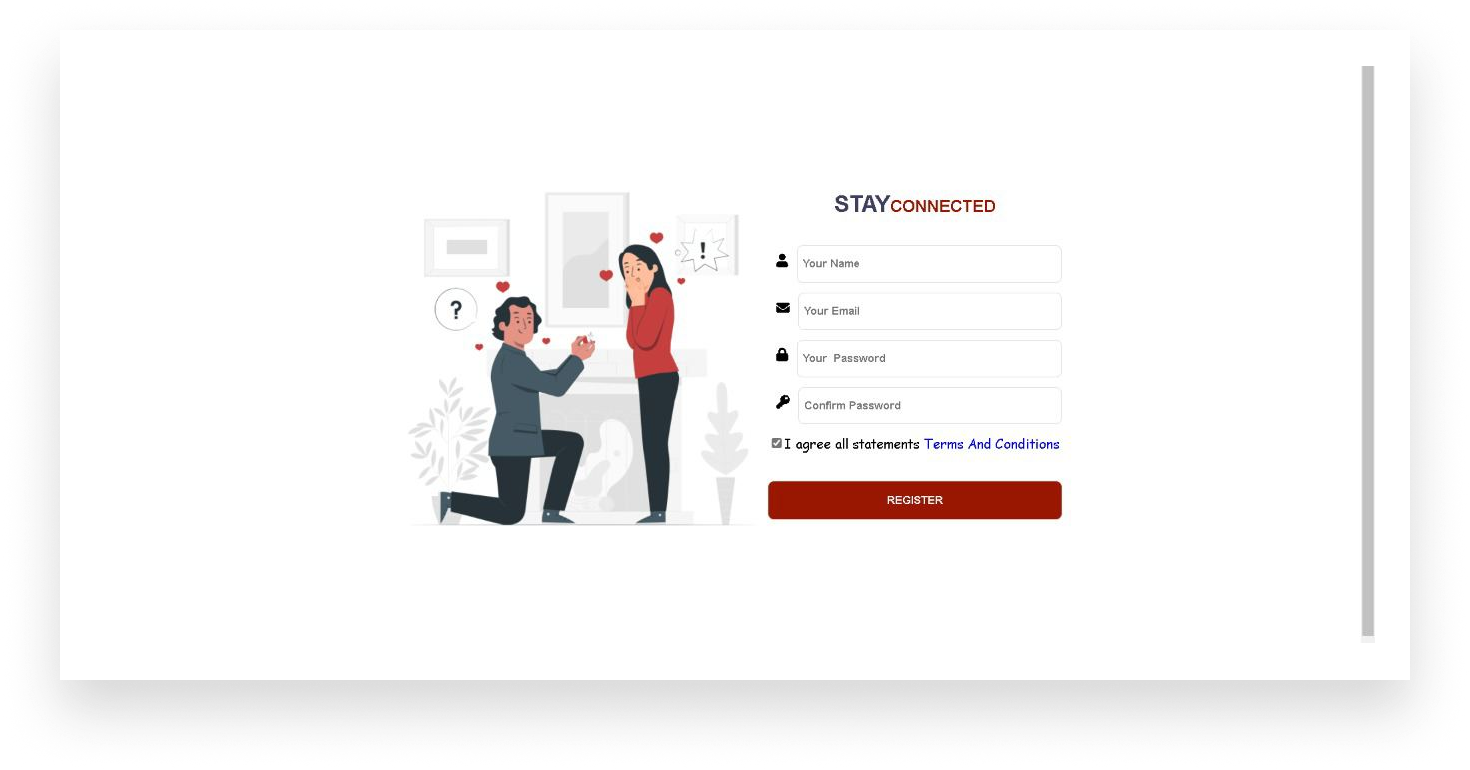 STAYCONNECTED
!
?
Your Name
Your Email
Your  Password
Confirm Password
I agree all statements Terms And Conditions
REGISTER